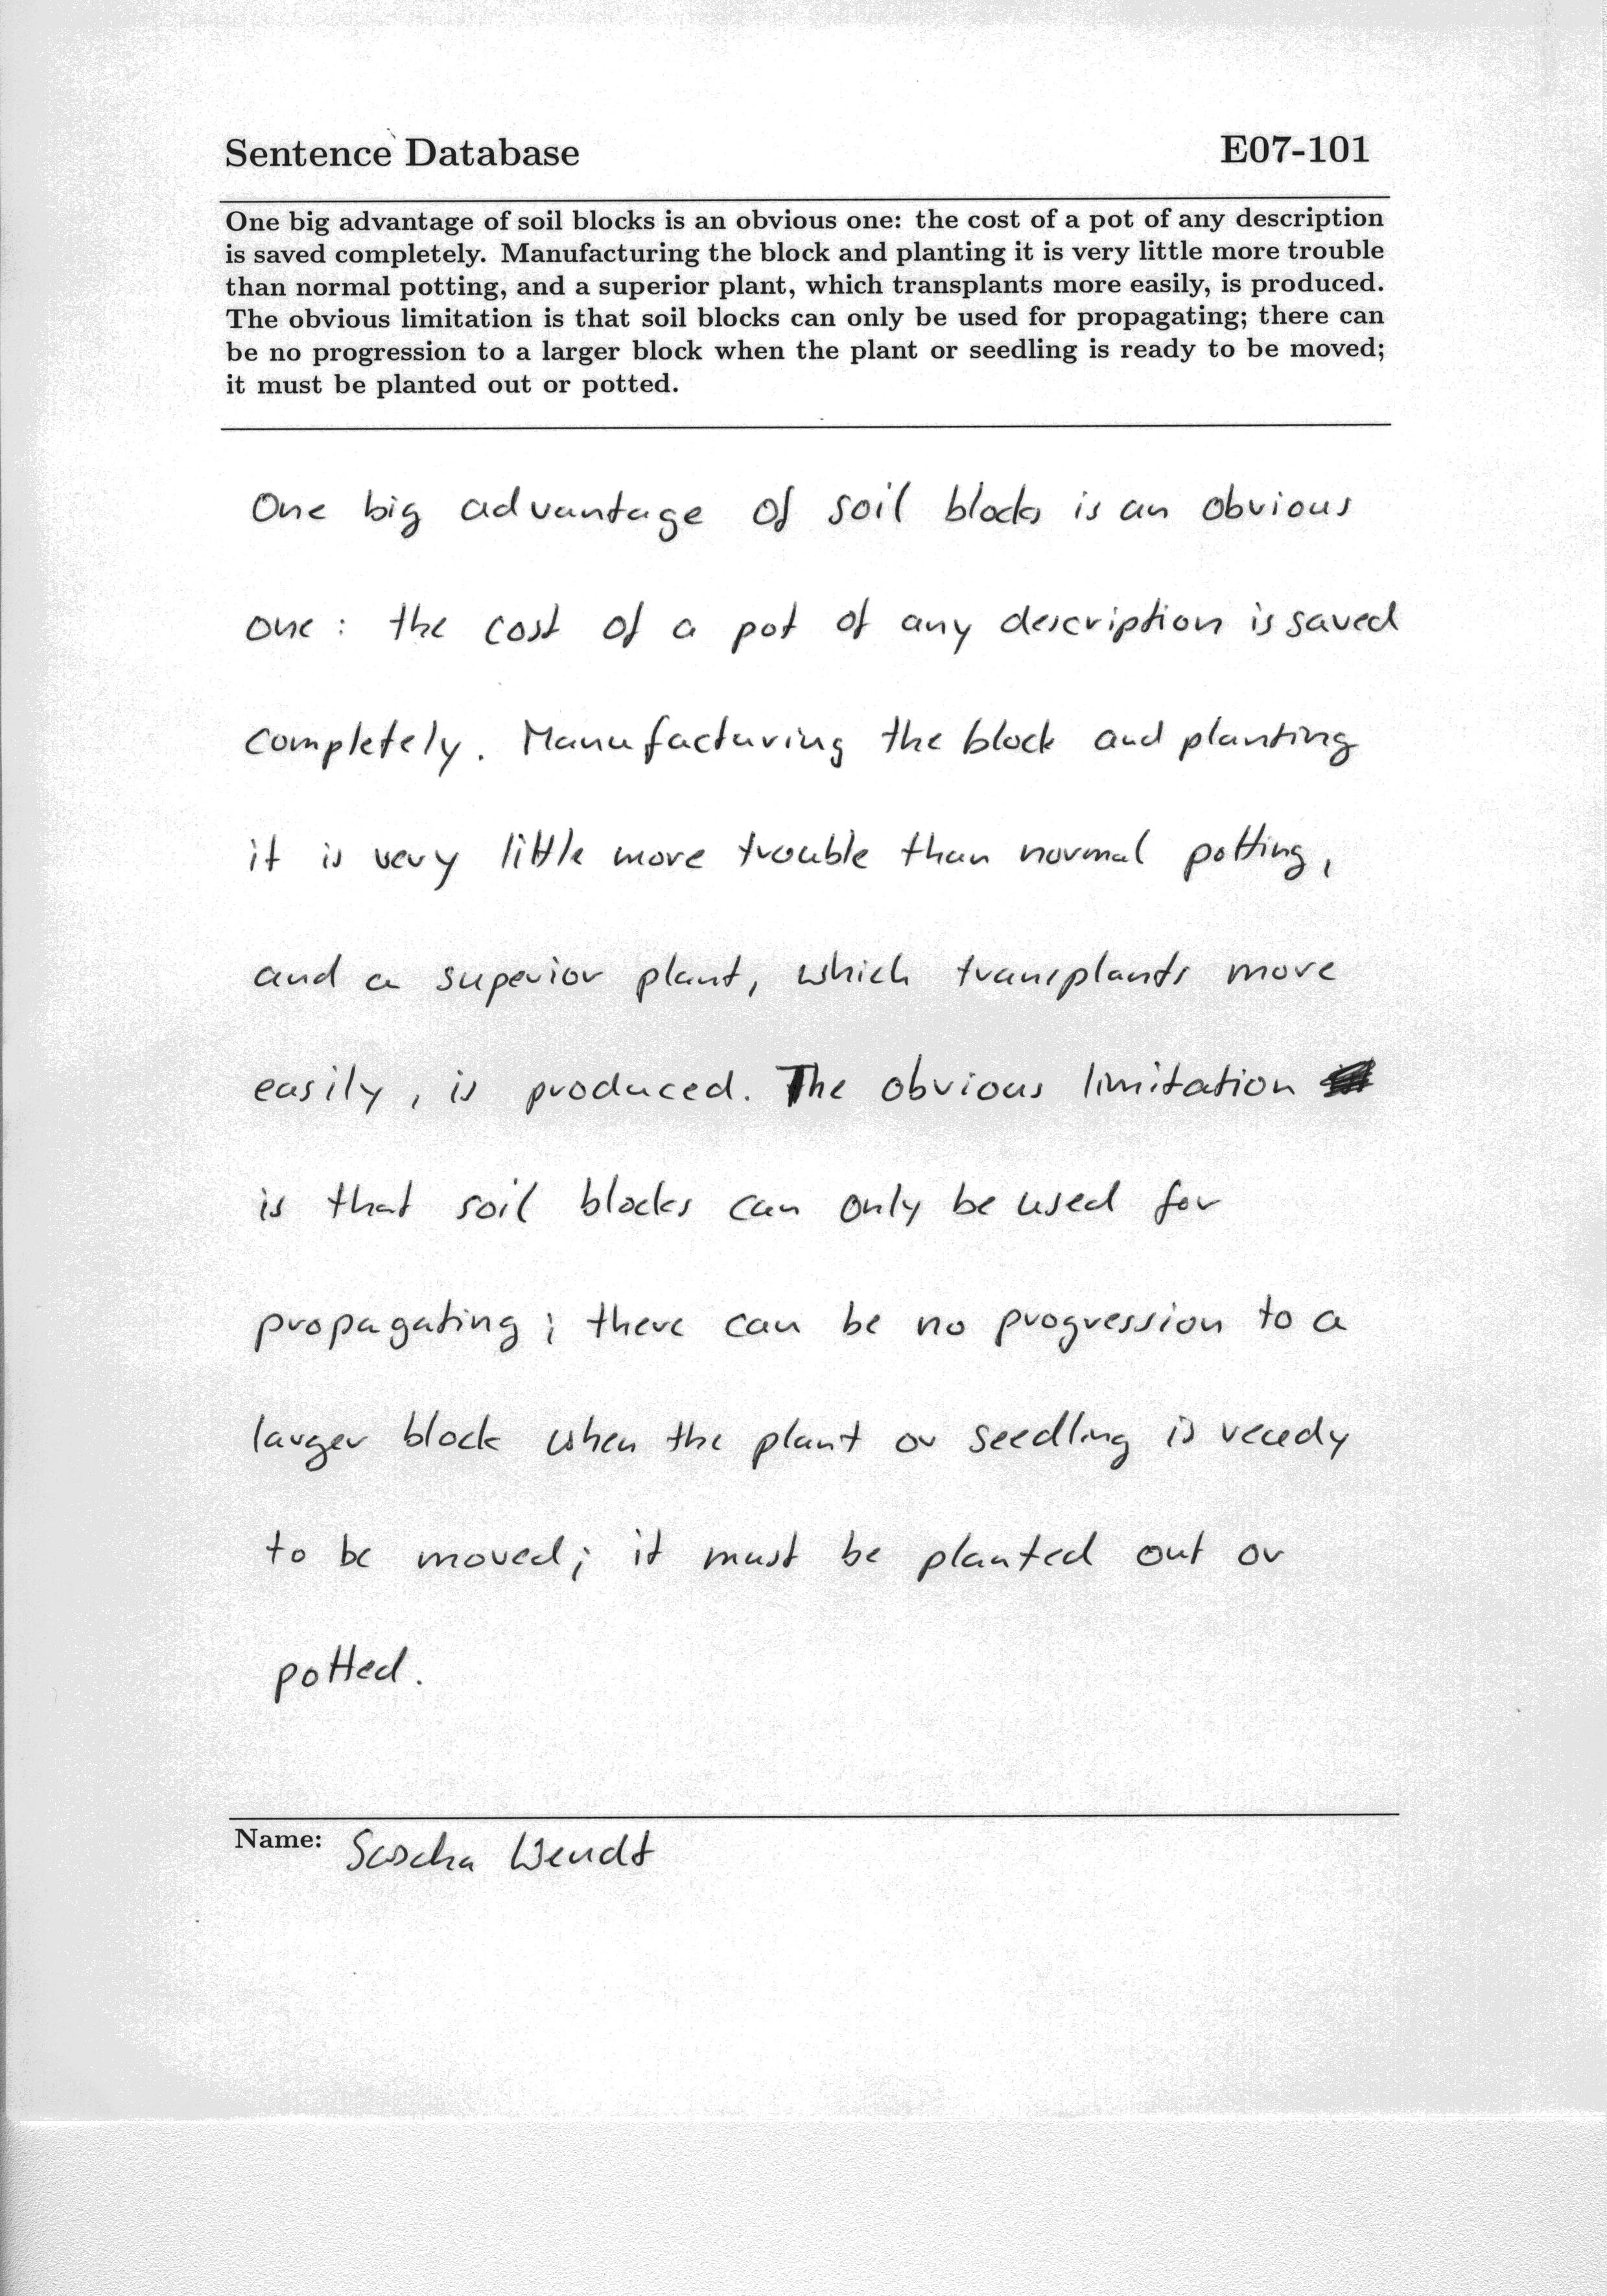 Sentence Database E07-101
One big advantage of soil blocks is an obvious one: the cost of a pot of any description
is saved completely. Manufacturing the block and planting it is very little more trouble
than normal potting, and a superior plant, which transplants more easily, is produced.
The obvious limitation is that soil blocks can only be used for propagating; there can
be no progression to a larger block when the plant or seedling is ready to be moved;
it must be planted out or potted.
One big advantage of soil blocks is an obvious
one: the cost of a pot of any description is saved
completely. Manufacturing the block and planting
it is very little more trouble than normal potting,
and a superior plant, which transplants more
easily, is produced. The obvious limitation
is that soil blocks can only be used for
propagating; there can be no progression to a
larger block when the plant or seedling is ready
to be moved; it must be planted out or
potted.
Name: Sascha Wendt